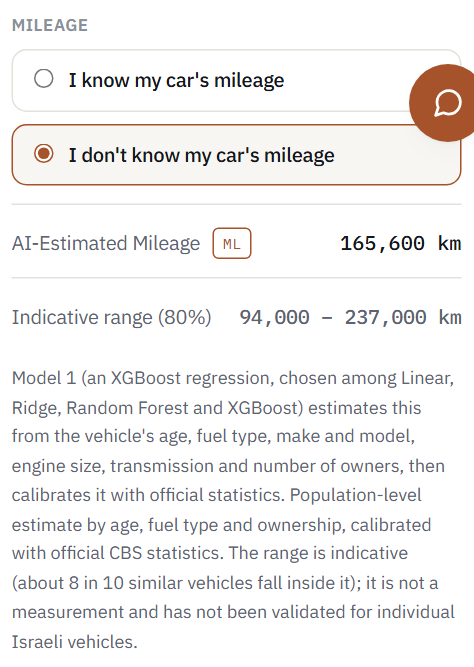 MILEAGE
I know my car's mileage
I don't know my car's mileage
AI-Estimated Mileage ML 165,600 km
Indicative range (80%) 94,000 – 237,000 km
Model 1 (an XGBoost regression, chosen among Linear,
Ridge, Random Forest and XGBoost) estimates this
from the vehicle's age, fuel type, make and model,
engine size, transmission and number of owners, then
calibrates it with official statistics. Population-level
estimate by age, fuel type and ownership, calibrated
with official CBS statistics. The range is indicative
(about 8 in 10 similar vehicles fall inside it); it is not a
measurement and has not been validated for individual
Israeli vehicles.